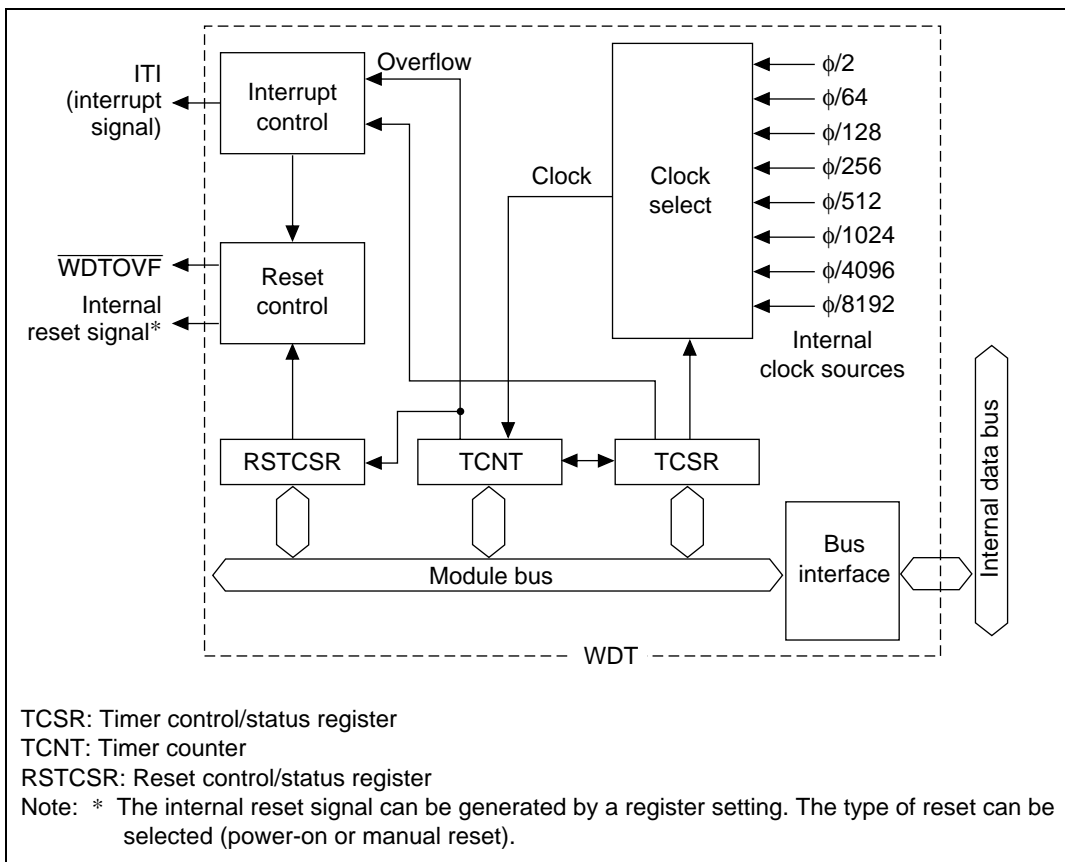 ITI
(interrupt
signal)
Interrupt
control
Overflow
WDTOVF
Internal
reset signal*
Reset
control
Clock
Clock
select
ϕ/2
ϕ/64
ϕ/128
ϕ/256
ϕ/512
ϕ/1024
ϕ/4096
ϕ/8192
Internal
clock sources
RSTCSR
TCNT
TCSR
Module bus
Bus
interface
Internal data bus
WDT
TCSR: Timer control/status register
TCNT: Timer counter
RSTCSR: Reset control/status register
Note: * The internal reset signal can be generated by a register setting. The type of reset can be
selected (power-on or manual reset).